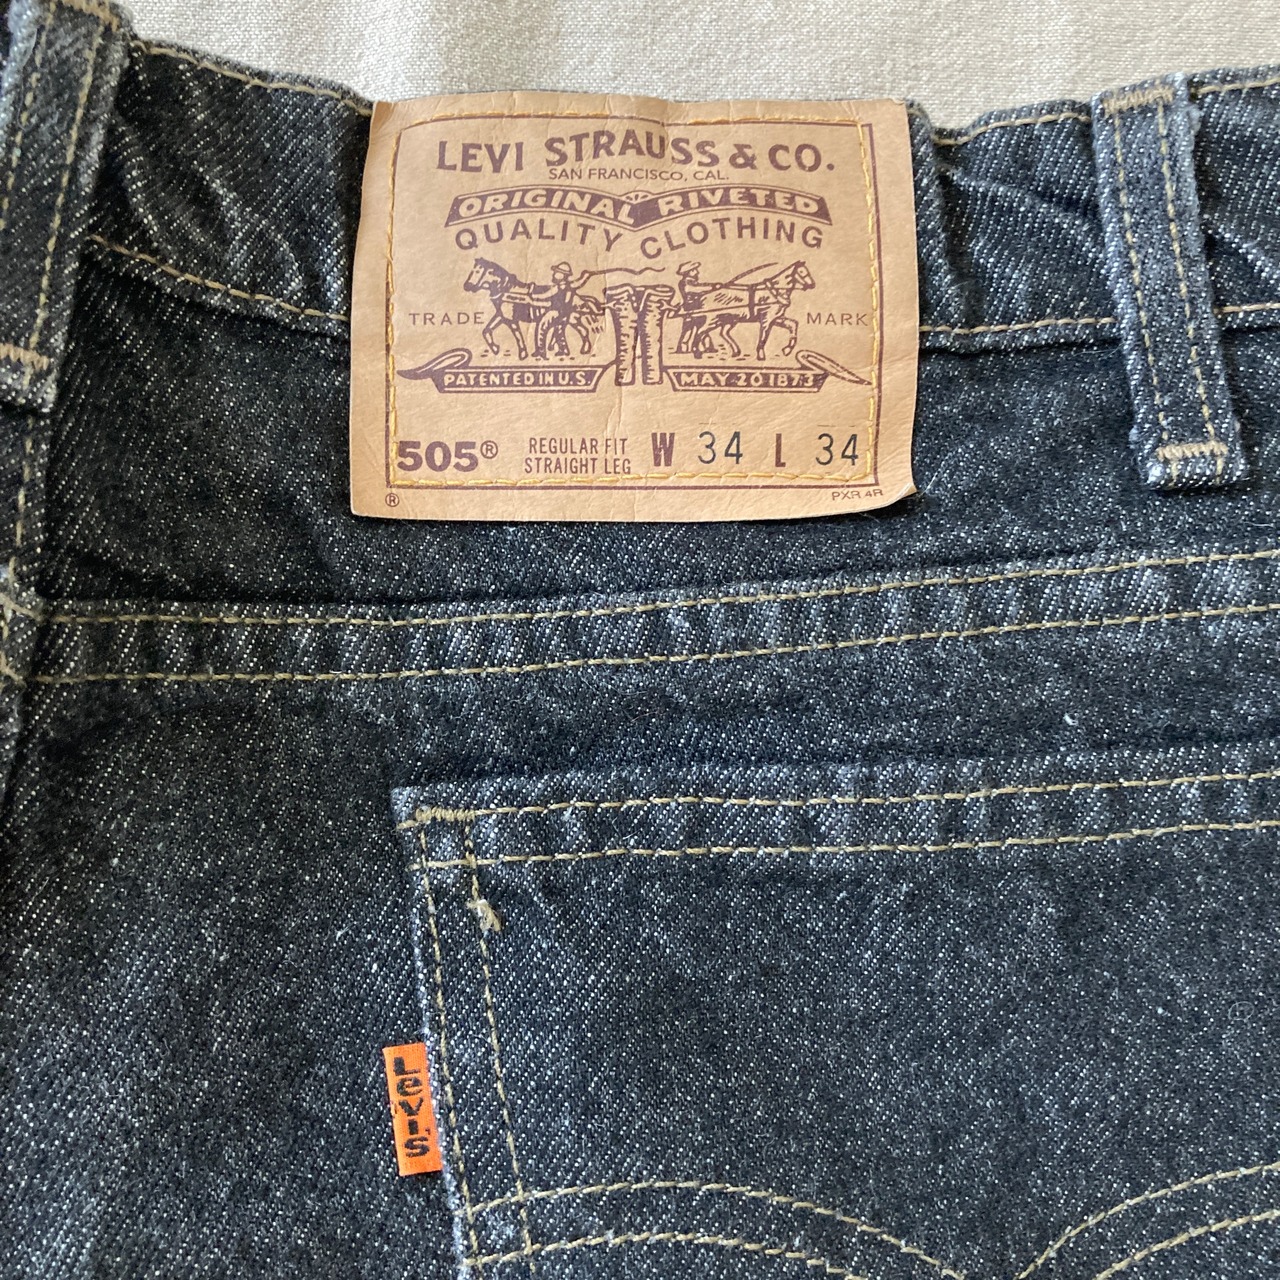 LEVI STRAUSS & CO.
SAN FRANCISCO, CAL.
ORIGINAL RIVETED
QUALITY CLOTHING
TRADE MARK
PATENTED IN U.S. MAY 20 1873
505® REGULAR FIT W 34 L 34
STRAIGHT LEG
® PXR 4R
LeVI'S